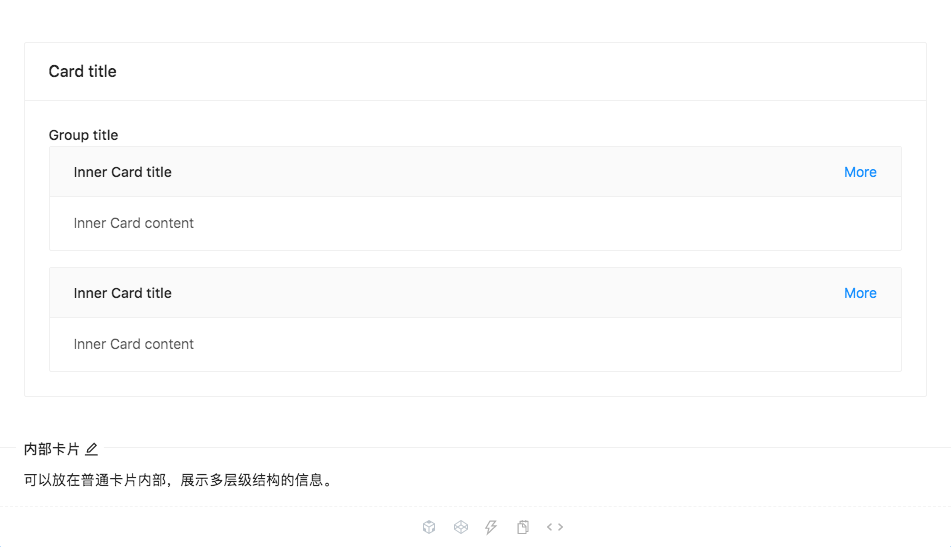 Card title
Group title
Inner Card title More
Inner Card content
Inner Card title More
Inner Card content
内部卡片
可以放在普通卡片内部，展示多层级结构的信息。